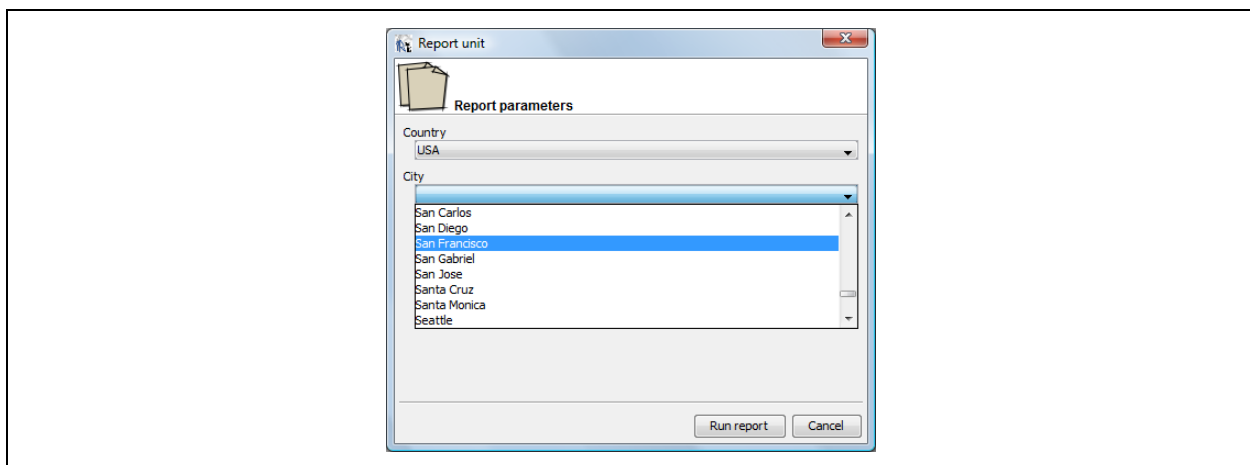 Report unit
Report parameters
Country
USA
City
San Carlos
San Diego
San Francisco
San Gabriel
San Jose
Santa Cruz
Santa Monica
Seattle
Run report Cancel